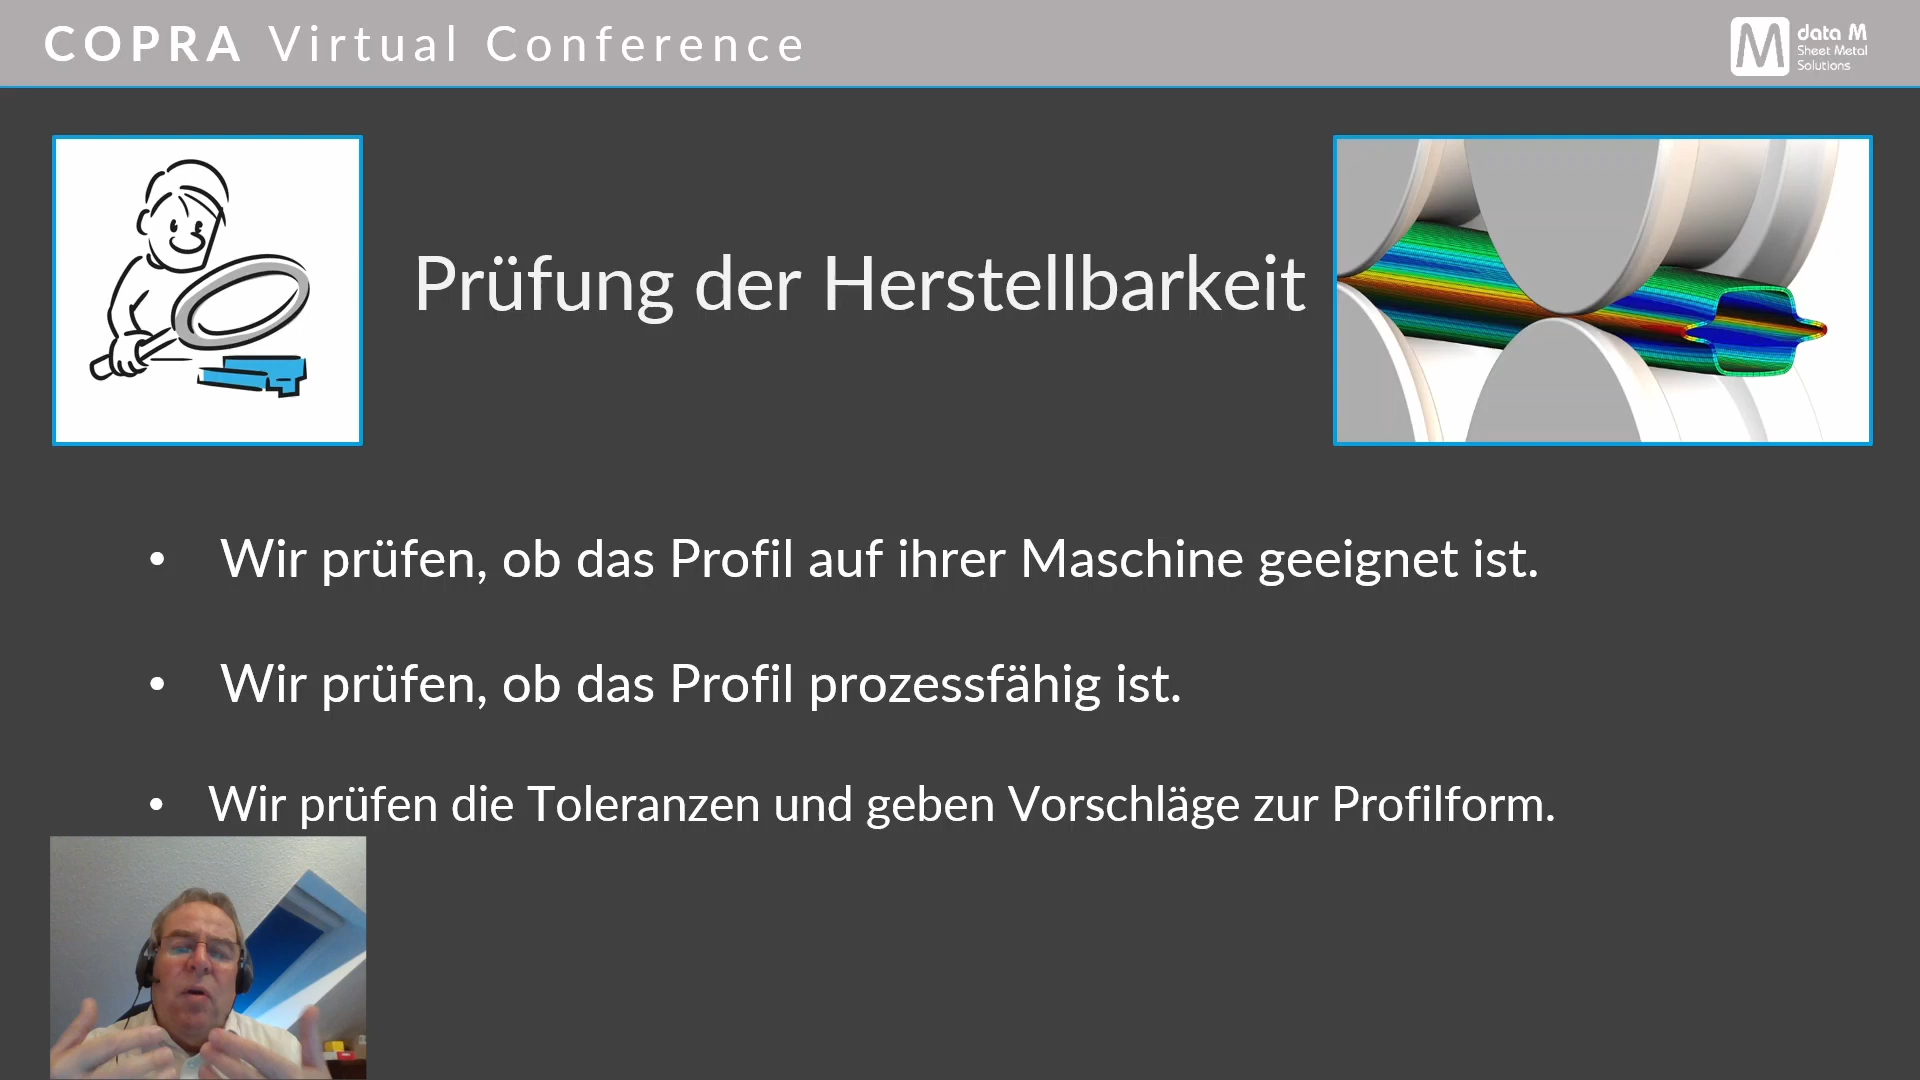 COPRA Virtual Conference
data M
Sheet Metal
Solutions
Prüfung der Herstellbarkeit
• Wir prüfen, ob das Profil auf ihrer Maschine geeignet ist.
• Wir prüfen, ob das Profil prozessfähig ist.
• Wir prüfen die Toleranzen und geben Vorschläge zur Profilform.